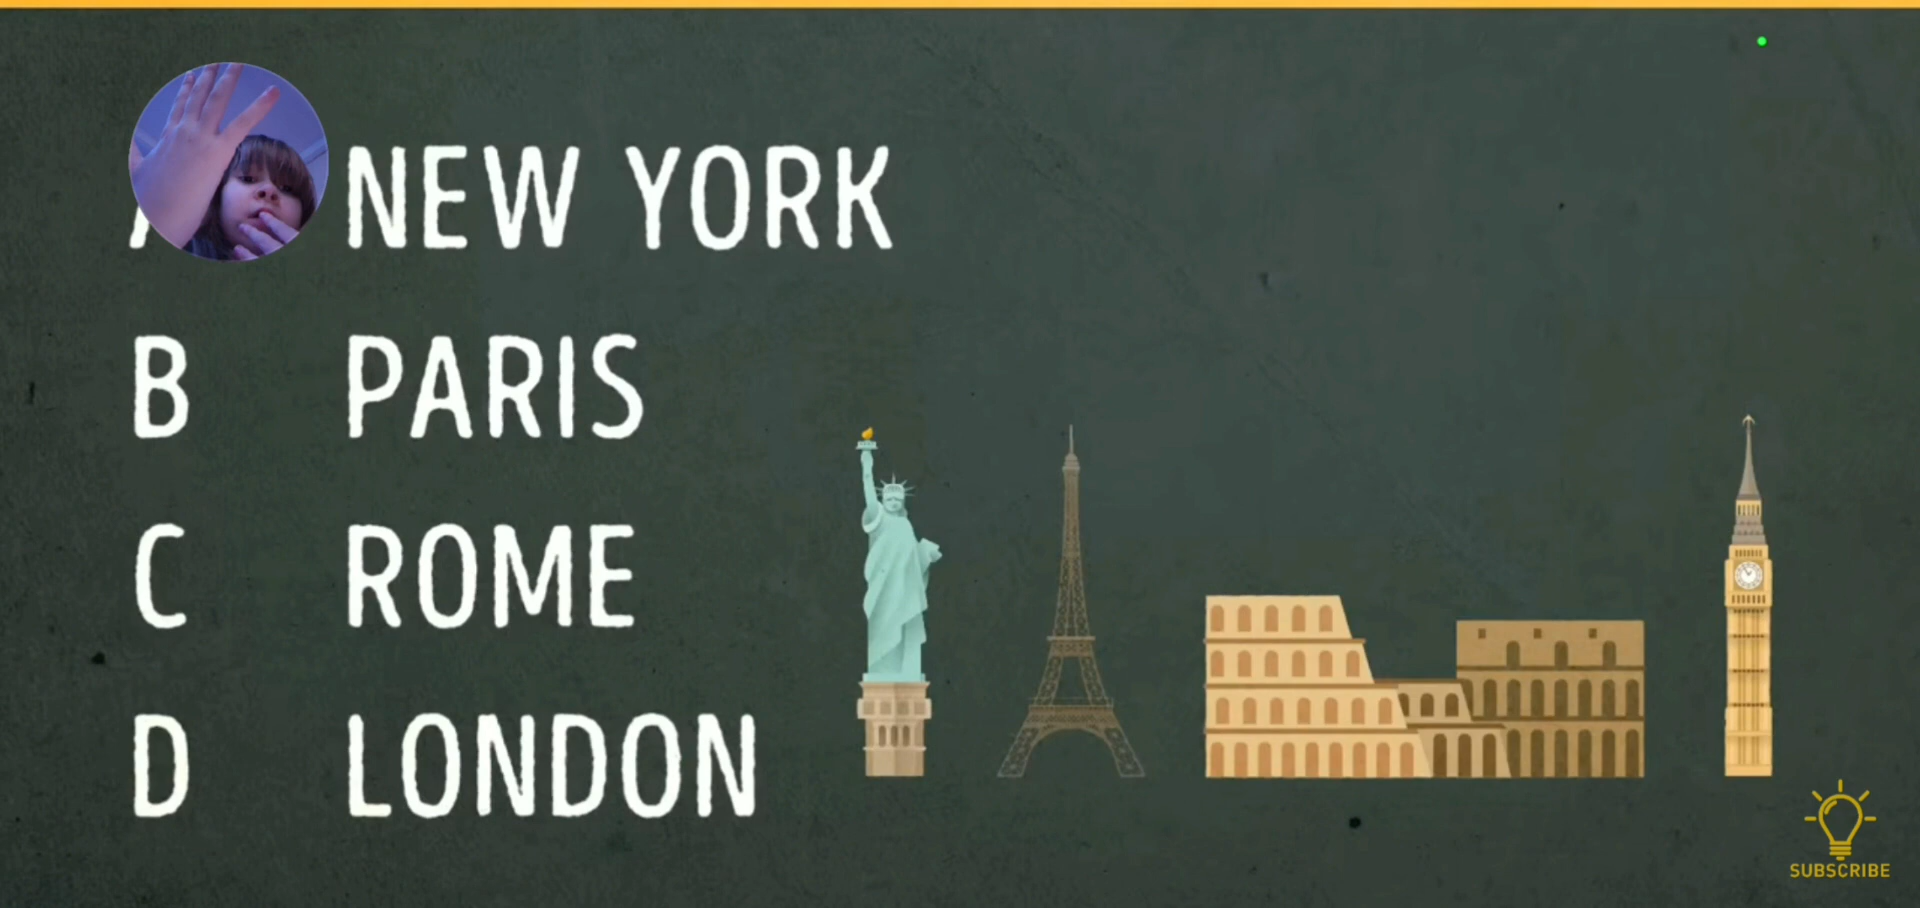 NEW YORK
B PARIS
C ROME
D LONDON
SUBSCRIBE